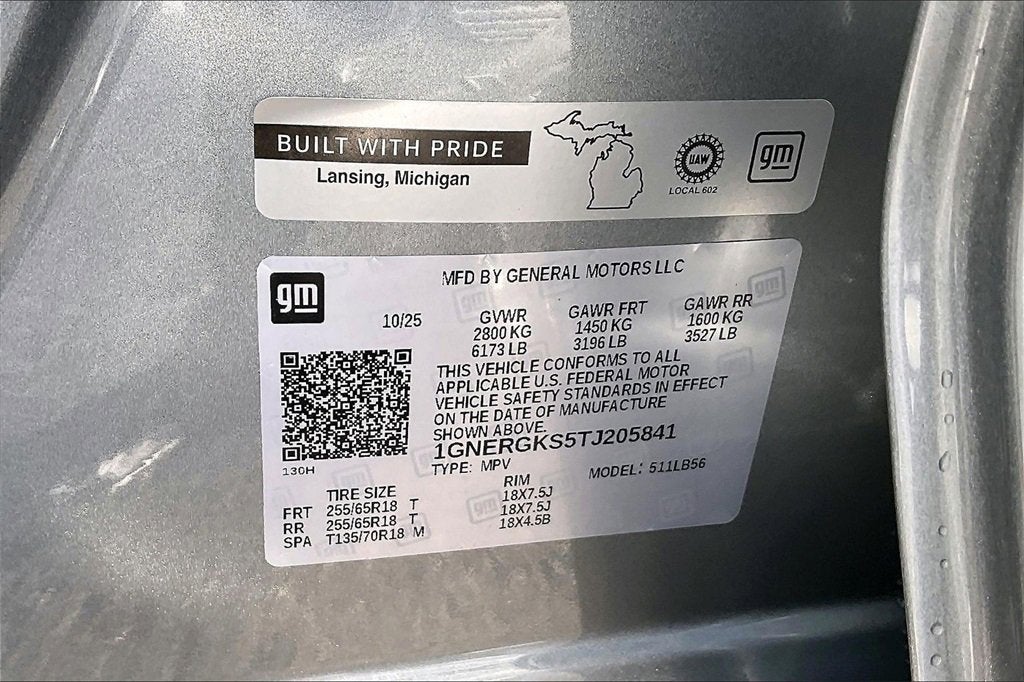 BUILT WITH PRIDE
Lansing, Michigan
UAW
LOCAL 602
gm
gm
MFD BY GENERAL MOTORS LLC
10/25
GVWR GAWR FRT GAWR RR
2800 KG 1450 KG 1600 KG
6173 LB 3196 LB 3527 LB
THIS VEHICLE CONFORMS TO ALL
APPLICABLE U.S. FEDERAL MOTOR
VEHICLE SAFETY STANDARDS IN EFFECT
ON THE DATE OF MANUFACTURE
SHOWN ABOVE.
1GNERGKS5TJ205841
130H
TYPE: MPV MODEL: 511LB56
TIRE SIZE RIM
FRT 255/65R18 T 18X7.5J
RR 255/65R18 T 18X7.5J
SPA T135/70R18 M 18X4.5B